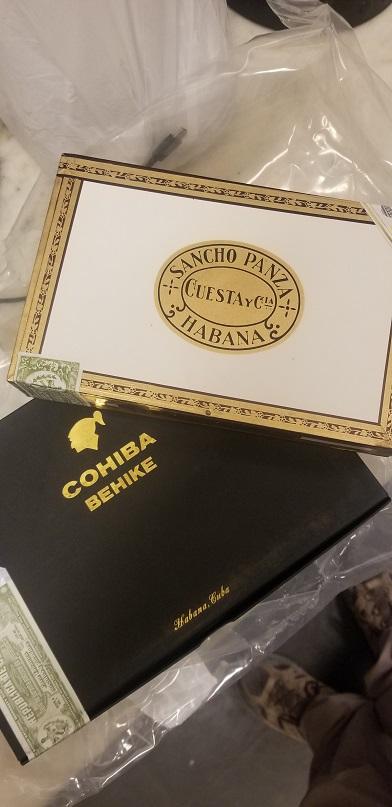 SANCHO PANZA
CUESTA Y CIA
HABANA
COHIBA
BEHIKE
Habana, Cuba